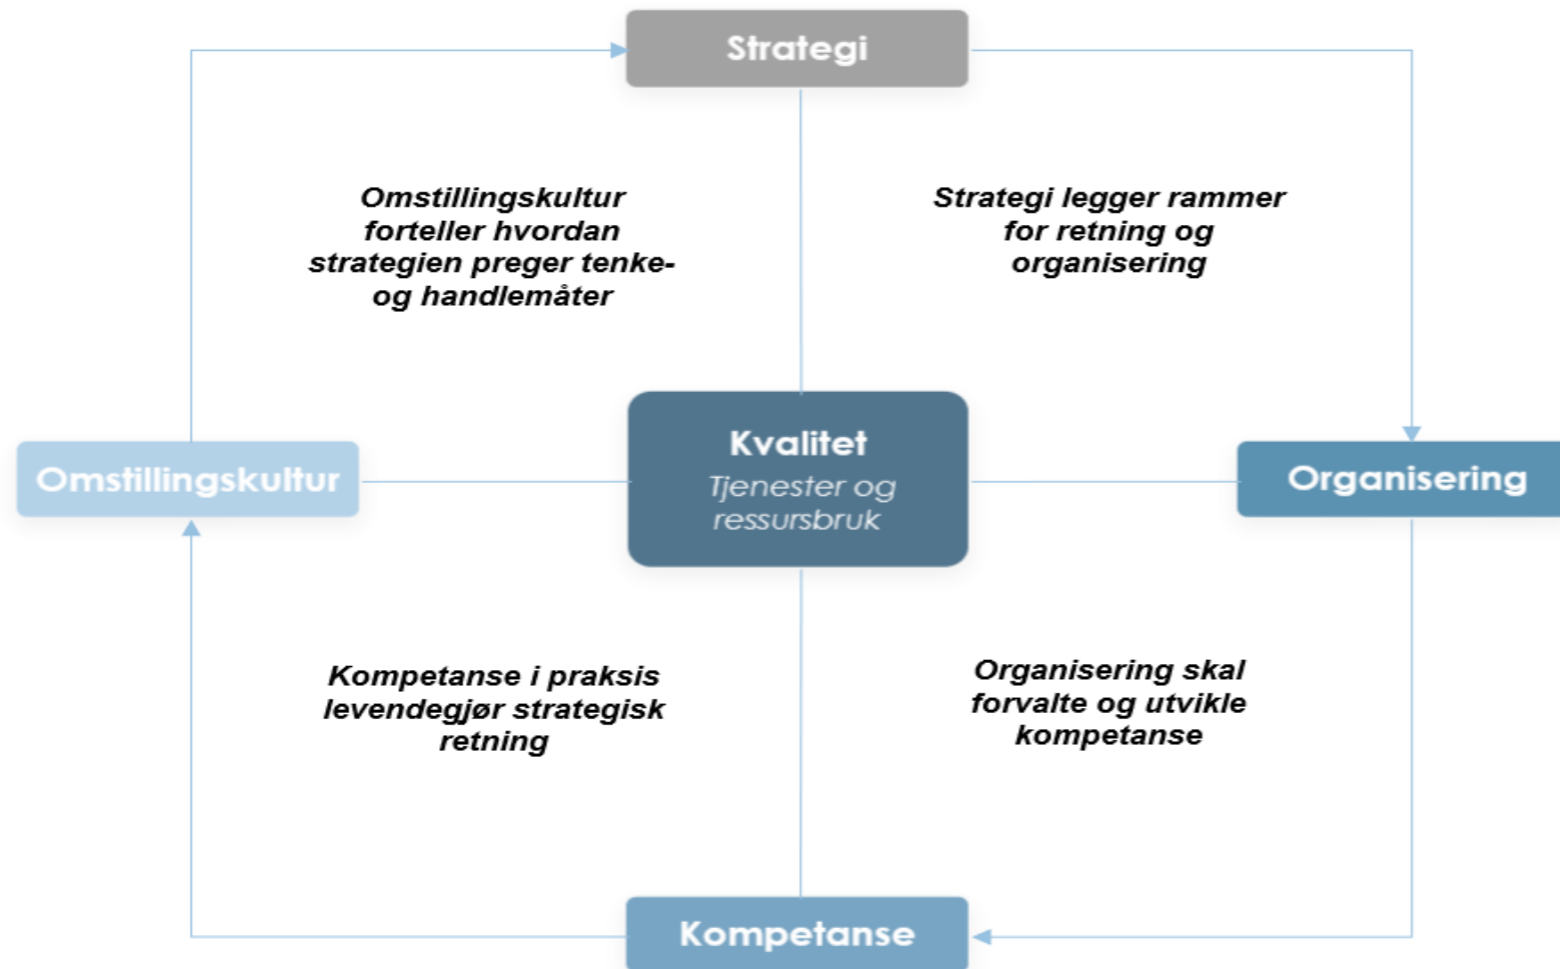 Strategi
Omstillingskultur
forteller hvordan
strategien preger tenke-
og handlemåter
Strategi legger rammer
for retning og
organisering
Omstillingskultur
Kvalitet
Tjenester og
ressursbruk
Organisering
Kompetanse i praksis
levendegjør strategisk
retning
Organisering skal
forvalte og utvikle
kompetanse
Kompetanse